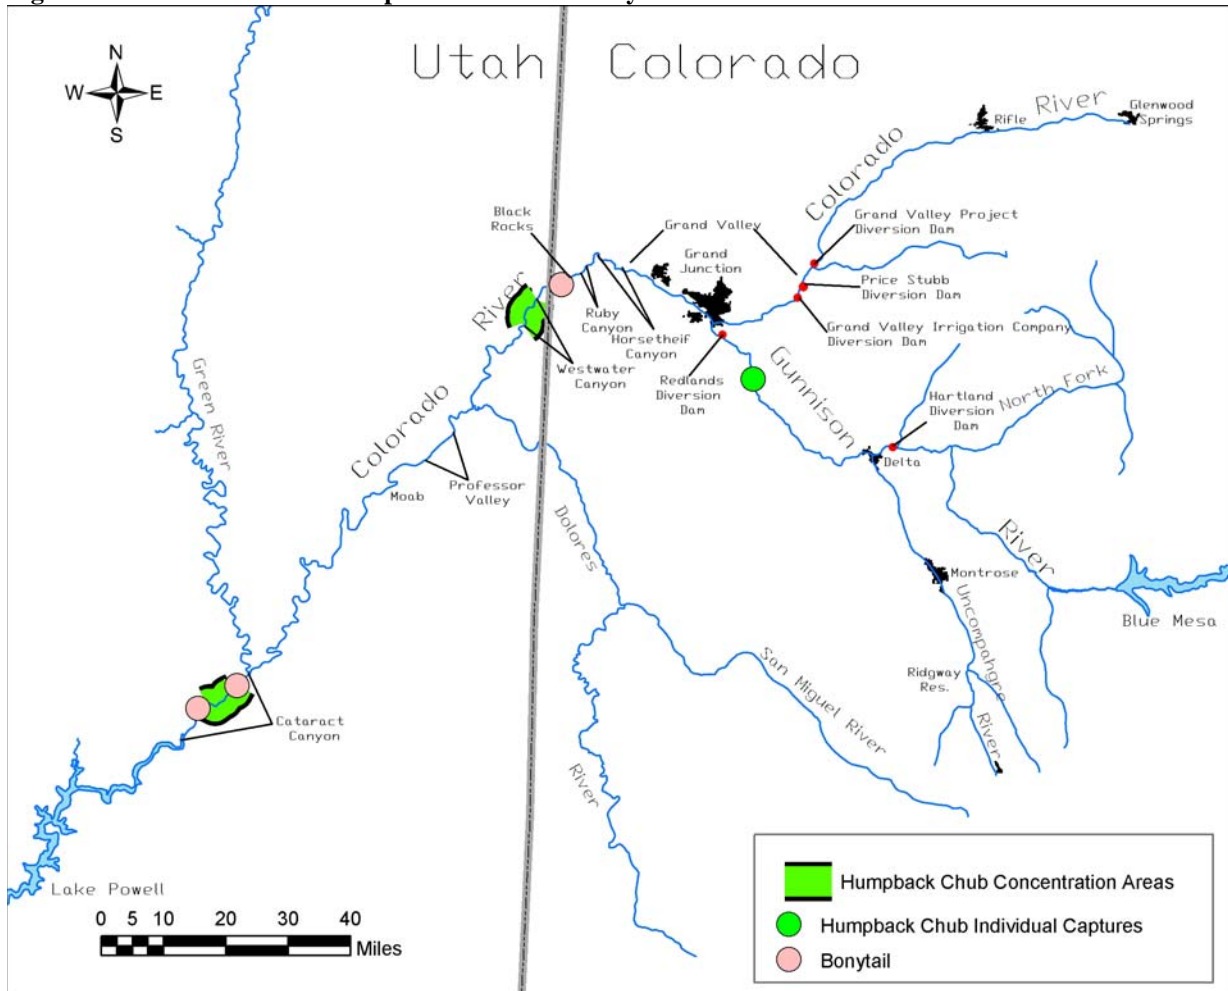 Utah
Colorado
N
W
E
S
River
Glenwood
Springs
Rifle
Colorado
Black
Rocks
Grand Valley
Grand Valley Project
Diversion Dam
Grand
Junction
Price Stubb
Diversion Dam
River
Ruby
Canyon
Horsetheif
Canyon
Grand Valley Irrigation Company
Diversion Dam
Westwater
Canyon
Redlands
Diversion
Dam
Gunnison
Hartland
Diversion
Dam
North Fork
Green River
Colorado
Delta
Professor
Valley
Moab
Dolores
River
Montrose
Uncompahgre
Blue Mesa
San Miguel River
Ridgway
Res.
River
Cataract
Canyon
River
Lake Powell
0 5 10 20 30 40
Miles
Humpback Chub Concentration Areas
Humpback Chub Individual Captures
Bonytail